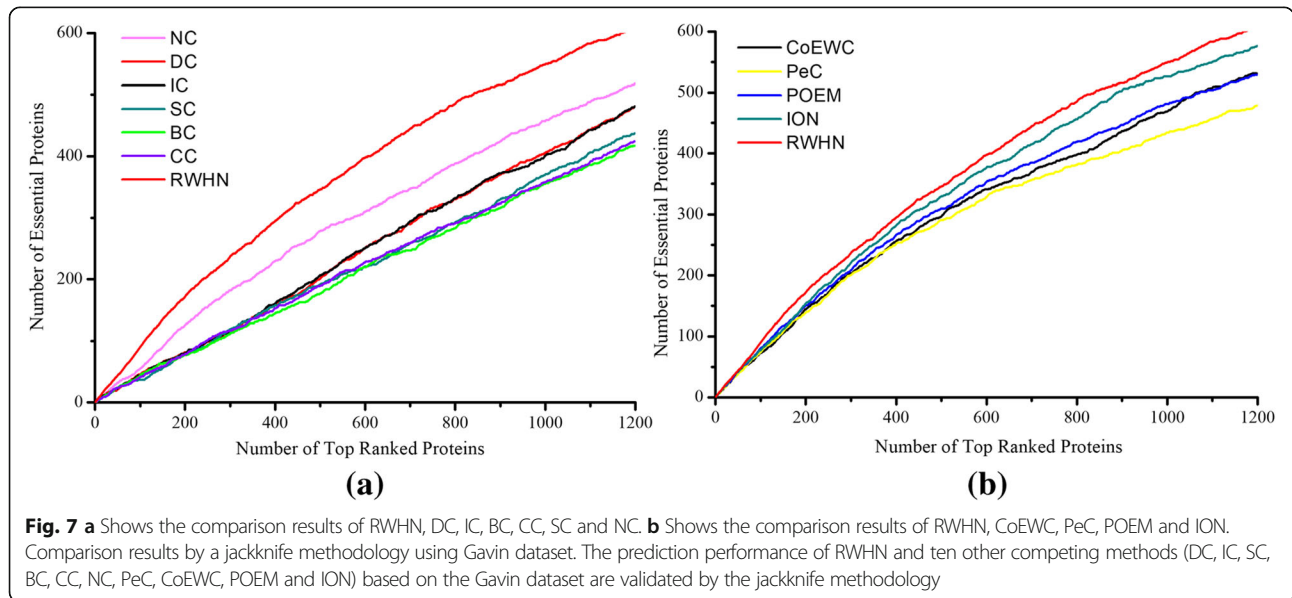 600
400
200
0
Number of Essential Proteins
NC
DC
IC
SC
BC
CC
RWHN
0 200 400 600 800 1000 1200
Number of Top Ranked Proteins
(a)
600
500
400
300
200
100
0
Number of Essential Proteins
CoEWC
PeC
POEM
ION
RWHN
0 200 400 600 800 1000 1200
Number of Top Ranked Proteins
(b)
Fig. 7 a Shows the comparison results of RWHN, DC, IC, BC, CC, SC and NC. b Shows the comparison results of RWHN, CoEWC, PeC, POEM and ION.
Comparison results by a jackknife methodology using Gavin dataset. The prediction performance of RWHN and ten other competing methods (DC, IC, SC,
BC, CC, NC, PeC, CoEWC, POEM and ION) based on the Gavin dataset are validated by the jackknife methodology